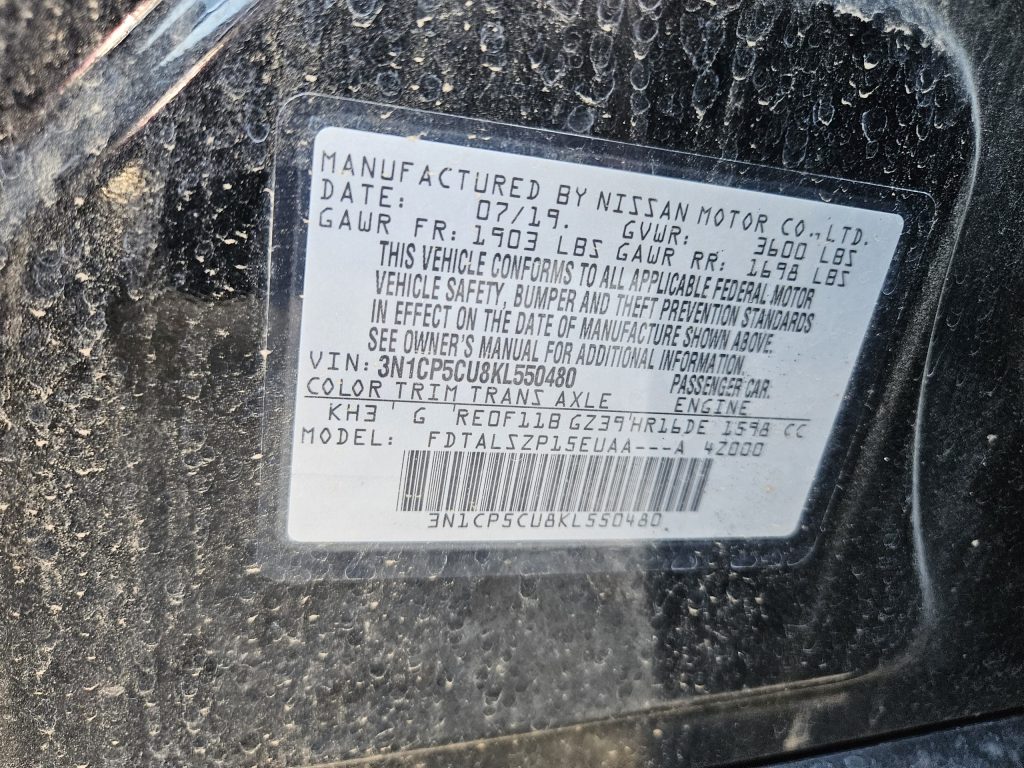 MANUFACTURED BY NISSAN MOTOR CO., LTD.
DATE: 07/19. GVWR: 3600 LBS
GAWR FR: 1903 LBS GAWR RR: 1698 LBS
THIS VEHICLE CONFORMS TO ALL APPLICABLE FEDERAL MOTOR
VEHICLE SAFETY, BUMPER AND THEFT PREVENTION STANDARDS
IN EFFECT ON THE DATE OF MANUFACTURE SHOWN ABOVE.
SEE OWNER'S MANUAL FOR ADDITIONAL INFORMATION.
VIN: 3N1CP5CU8KL550480 PASSENGER CAR.
COLOR TRIM TRANS AXLE ENGINE
KH3 G RE0F11B GZ39 HR16DE 1598 CC
MODEL: FDTALSZP15EUAA---A 4Z000
3N1CP5CU8KL550480